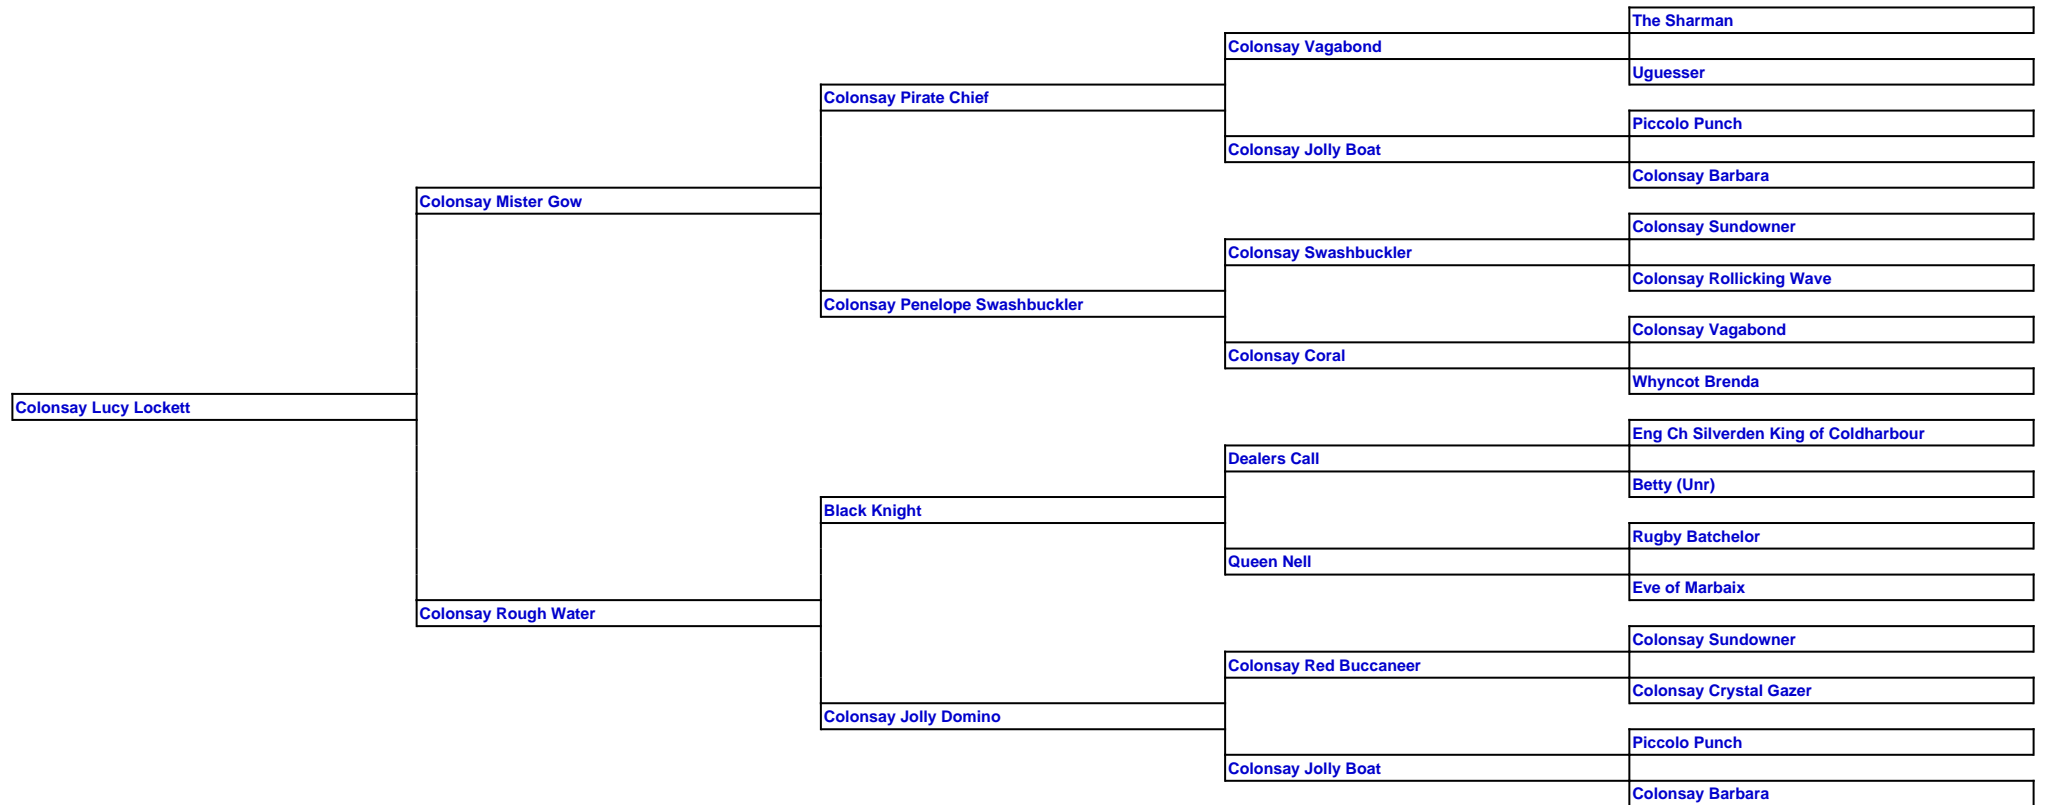 The Sharman
Colonsay Vagabond
Uguesser
Colonsay Pirate Chief
Piccolo Punch
Colonsay Jolly Boat
Colonsay Barbara
Colonsay Mister Gow
Colonsay Sundowner
Colonsay Swashbuckler
Colonsay Rollicking Wave
Colonsay Penelope Swashbuckler
Colonsay Vagabond
Colonsay Coral
Whyncot Brenda
Colonsay Lucy Lockett
Eng Ch Silverden King of Coldharbour
Dealers Call
Betty (Unr)
Black Knight
Rugby Batchelor
Queen Nell
Eve of Marbaix
Colonsay Rough Water
Colonsay Sundowner
Colonsay Red Buccaneer
Colonsay Crystal Gazer
Colonsay Jolly Domino
Piccolo Punch
Colonsay Jolly Boat
Colonsay Barbara